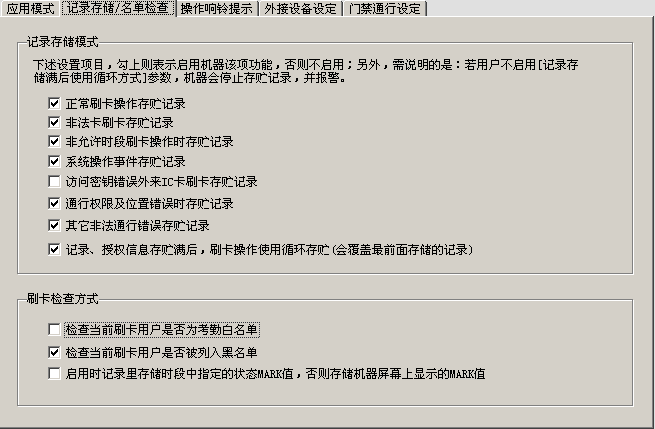 应用模式 记录存储/名单检查 操作响铃提示 外接设备设定 门禁通行设定
记录存储模式
下述设置项目，勾上则表示启用机器该项功能，否则不启用；另外，需说明的是：若用户不启用[记录存
储满后使用循环方式]参数，机器会停止存贮记录，并报警。
正常刷卡操作存贮记录
非法卡刷卡存贮记录
非允许时段刷卡操作时存贮记录
系统操作事件存贮记录
访问密钥错误外来IC卡刷卡存贮记录
通行权限及位置错误时存贮记录
其它非法通行错误存贮记录
记录、授权信息存贮满后，刷卡操作使用循环存贮(会覆盖最前面存储的记录)
刷卡检查方式
检查当前刷卡用户是否为考勤白名单
检查当前刷卡用户是否被列入黑名单
启用时记录里存储时段中指定的状态MARK值，否则存储机器屏幕上显示的MARK值